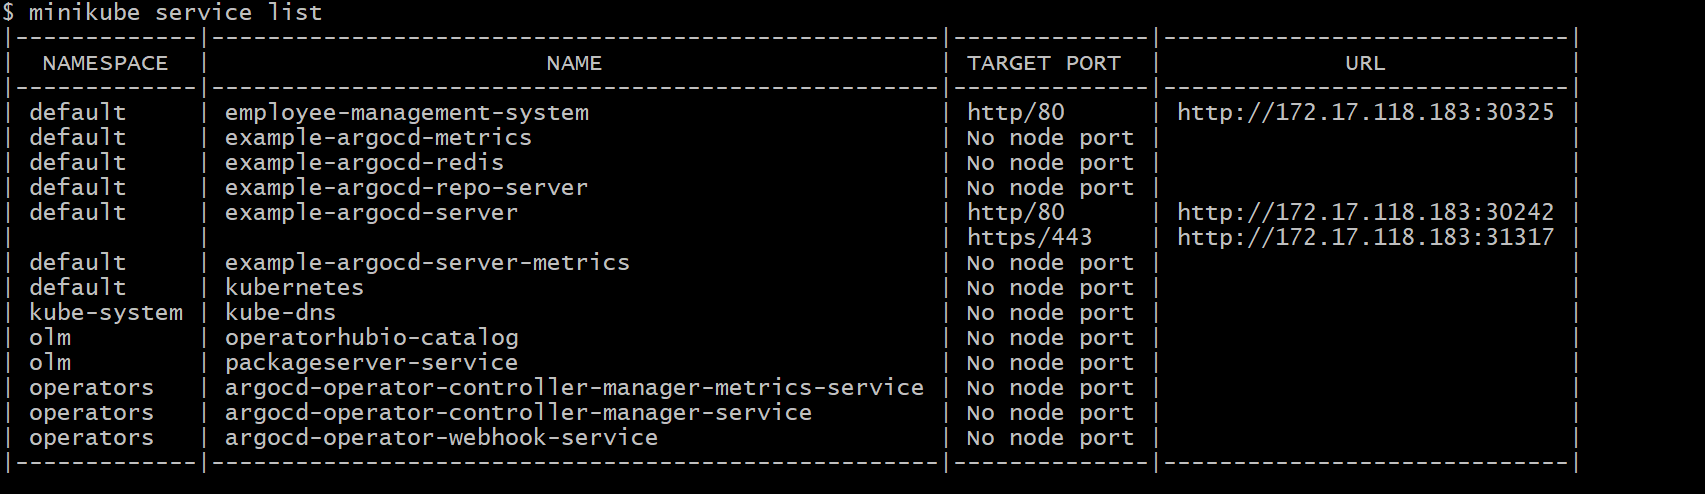 $ minikube service list
|-------------|----------------------------------------------------|--------------|-----------------------------|
|  NAMESPACE  |                        NAME                        | TARGET PORT  |             URL             |
|-------------|----------------------------------------------------|--------------|-----------------------------|
| default     | employee-management-system                         | http/80      | http://172.17.118.183:30325 |
| default     | example-argocd-metrics                             | No node port |                             |
| default     | example-argocd-redis                               | No node port |                             |
| default     | example-argocd-repo-server                         | No node port |                             |
| default     | example-argocd-server                              | http/80      | http://172.17.118.183:30242 |
|             |                                                    | https/443    | http://172.17.118.183:31317 |
| default     | example-argocd-server-metrics                      | No node port |                             |
| default     | kubernetes                                         | No node port |                             |
| kube-system | kube-dns                                           | No node port |                             |
| olm         | operatorhubio-catalog                              | No node port |                             |
| olm         | packageserver-service                              | No node port |                             |
| operators   | argocd-operator-controller-manager-metrics-service | No node port |                             |
| operators   | argocd-operator-controller-manager-service         | No node port |                             |
| operators   | argocd-operator-webhook-service                    | No node port |                             |
|-------------|----------------------------------------------------|--------------|-----------------------------|